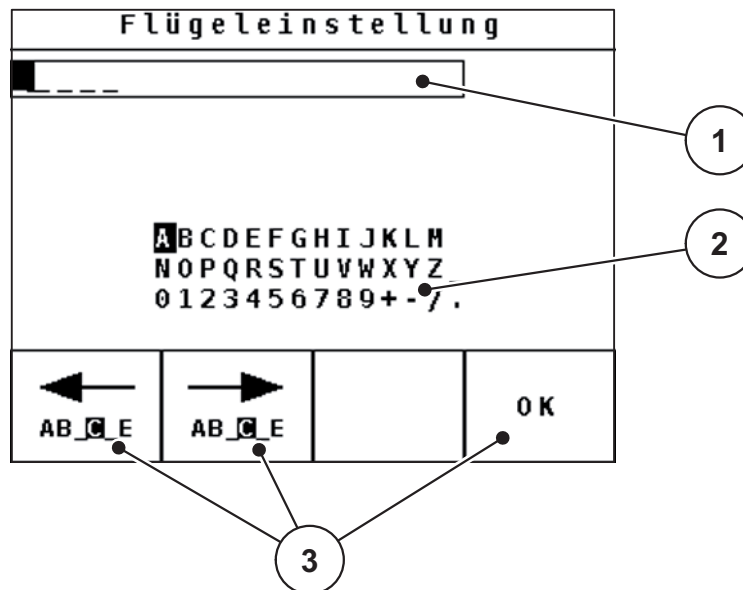 Flügeleinstellung
_ _ _ _
1
ABCDEFGHIJKLM
NOPQRSTUVWXYZ
0123456789+-/.
2
AB_C_E
AB_C_E
OK
3